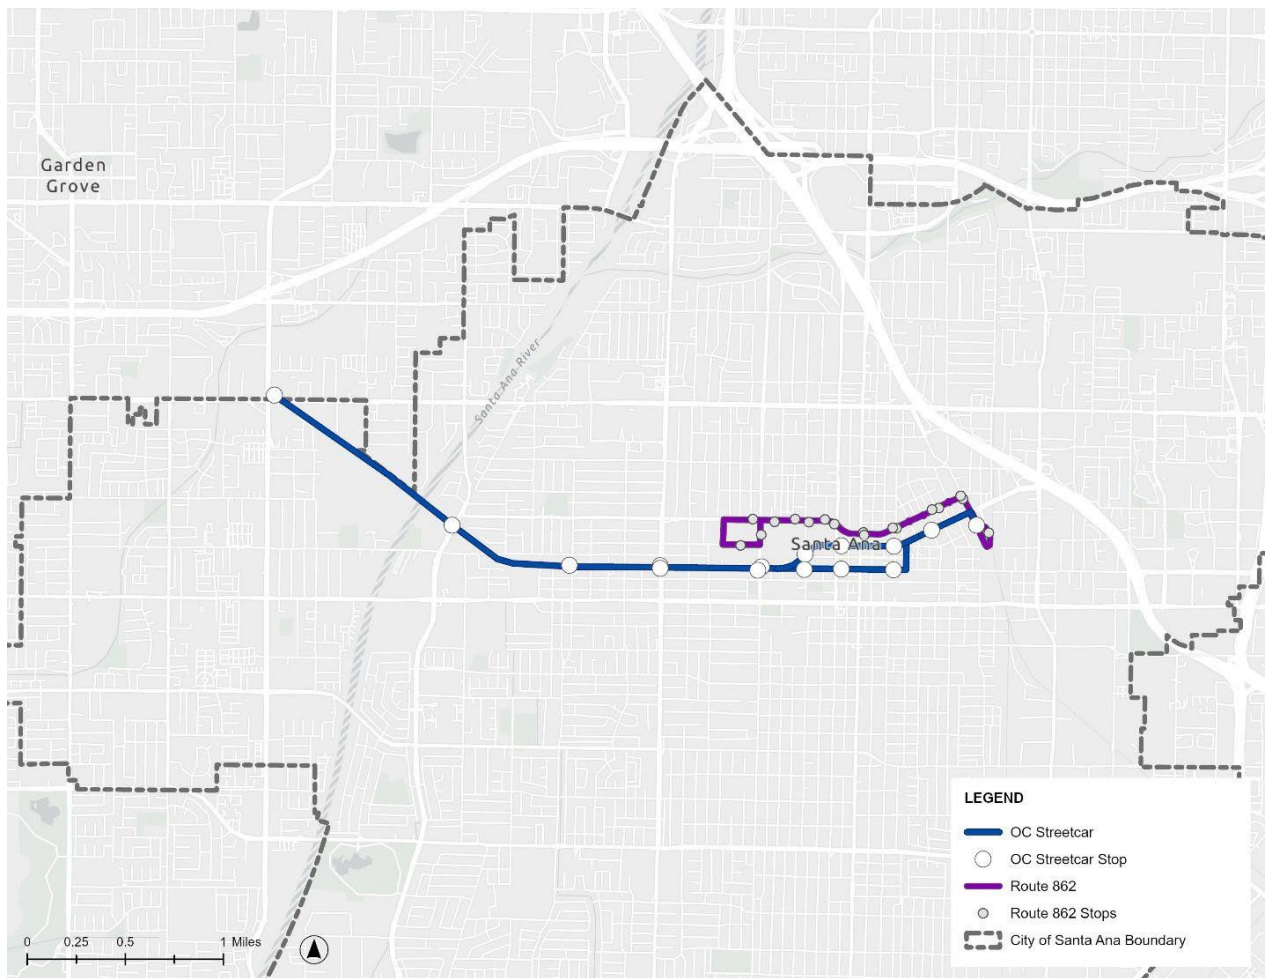 Garden
Grove
Santa Ana River
Santa Ana
LEGEND
OC Streetcar
OC Streetcar Stop
Route 862
Route 862 Stops
City of Santa Ana Boundary
0 0.25 0.5 1 Miles